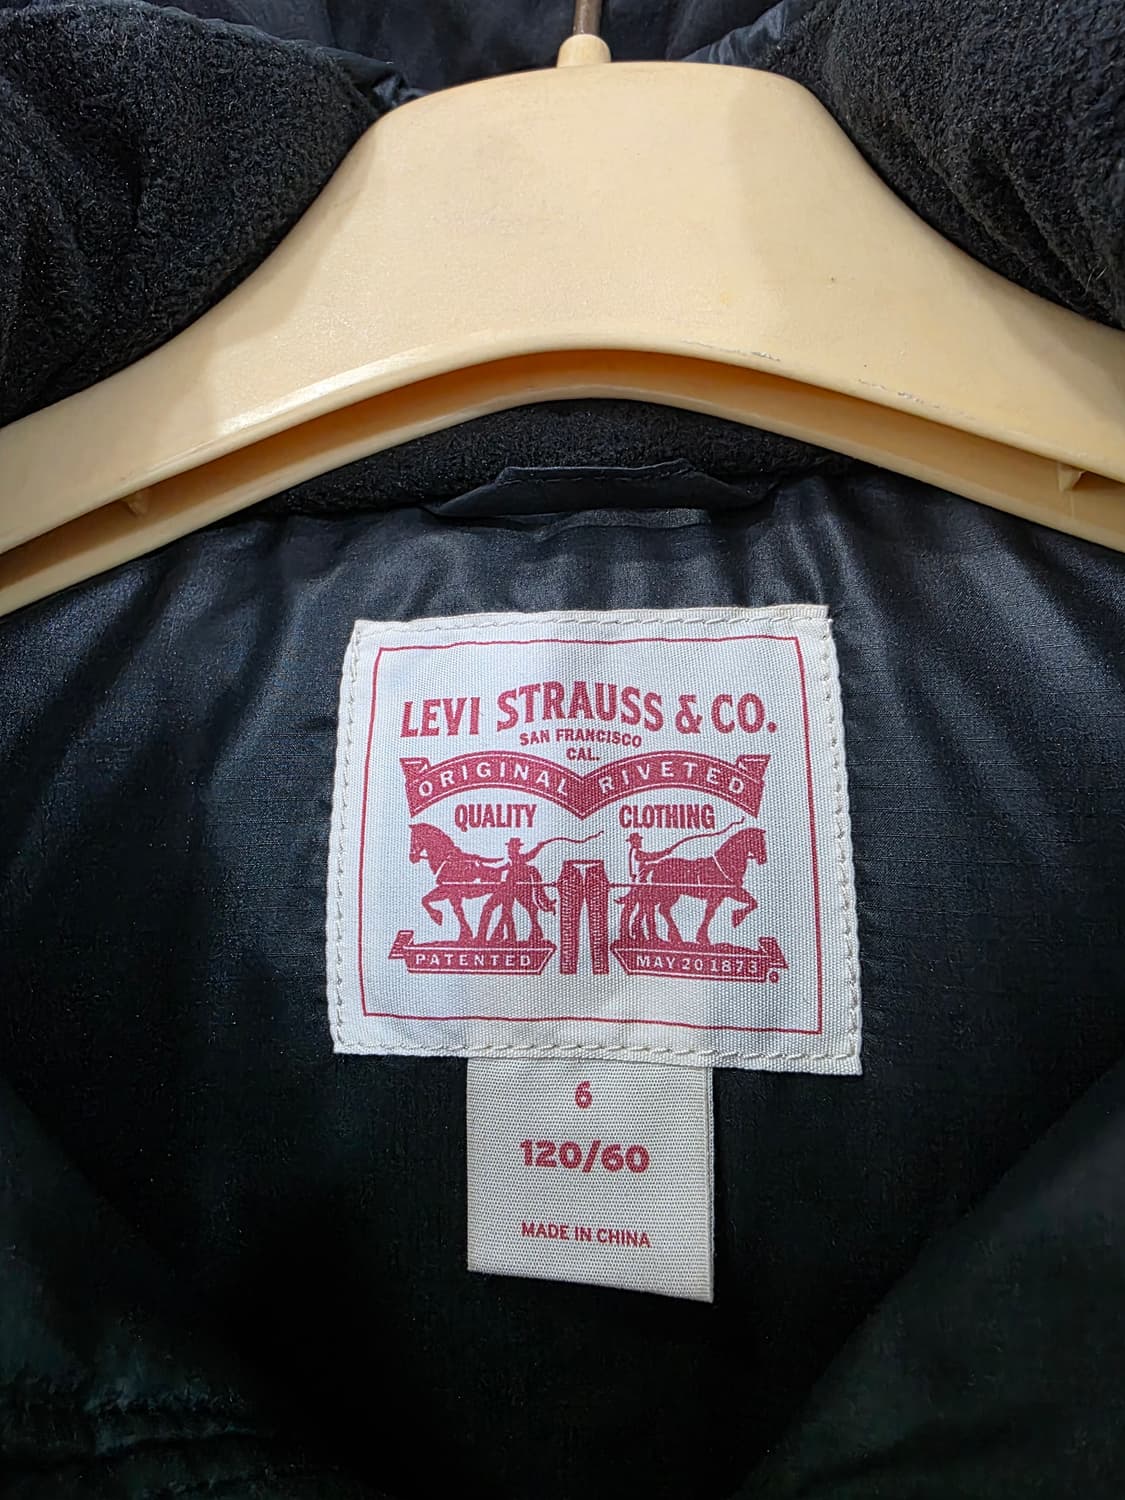 LEVI STRAUSS & CO.
SAN FRANCISCO
CAL.
ORIGINAL RIVETED
QUALITY CLOTHING
PATENTED MAY 20 1873
6
120/60
MADE IN CHINA